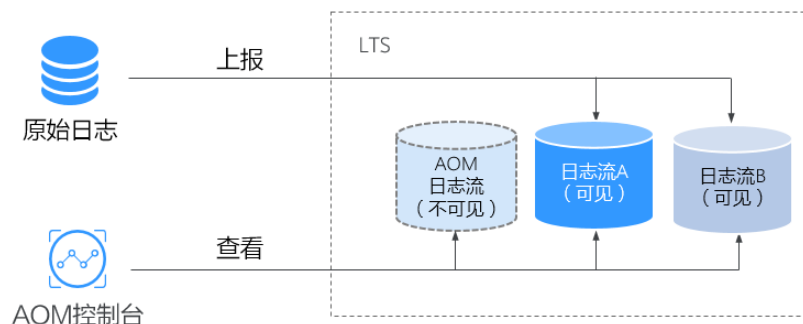 LTS
上报
原始日志
AOM
日志流
（不可见）
日志流A
（可见）
日志流B
（可见）
查看
AOM控制台